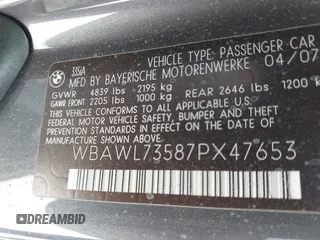 335iA
VEHICLE TYPE: PASSENGER CAR
MFD. BY BAYERISCHE MOTORENWERKE 04/07
GVWR 4839 lbs 2195 kg
GAWR FRONT 2205 lbs 1000 kg REAR 2646 lbs 1200 k
THIS VEHICLE CONFORMS TO ALL APPLICABLE
FEDERAL MOTOR VEHICLE SAFETY, BUMPER AND
THEFT PREVENTION STANDARDS IN EFFECT ON THE DATE
OF MANUFACTURE SHOWN ABOVE.
WBAWL73587PX47653
DREAMBID